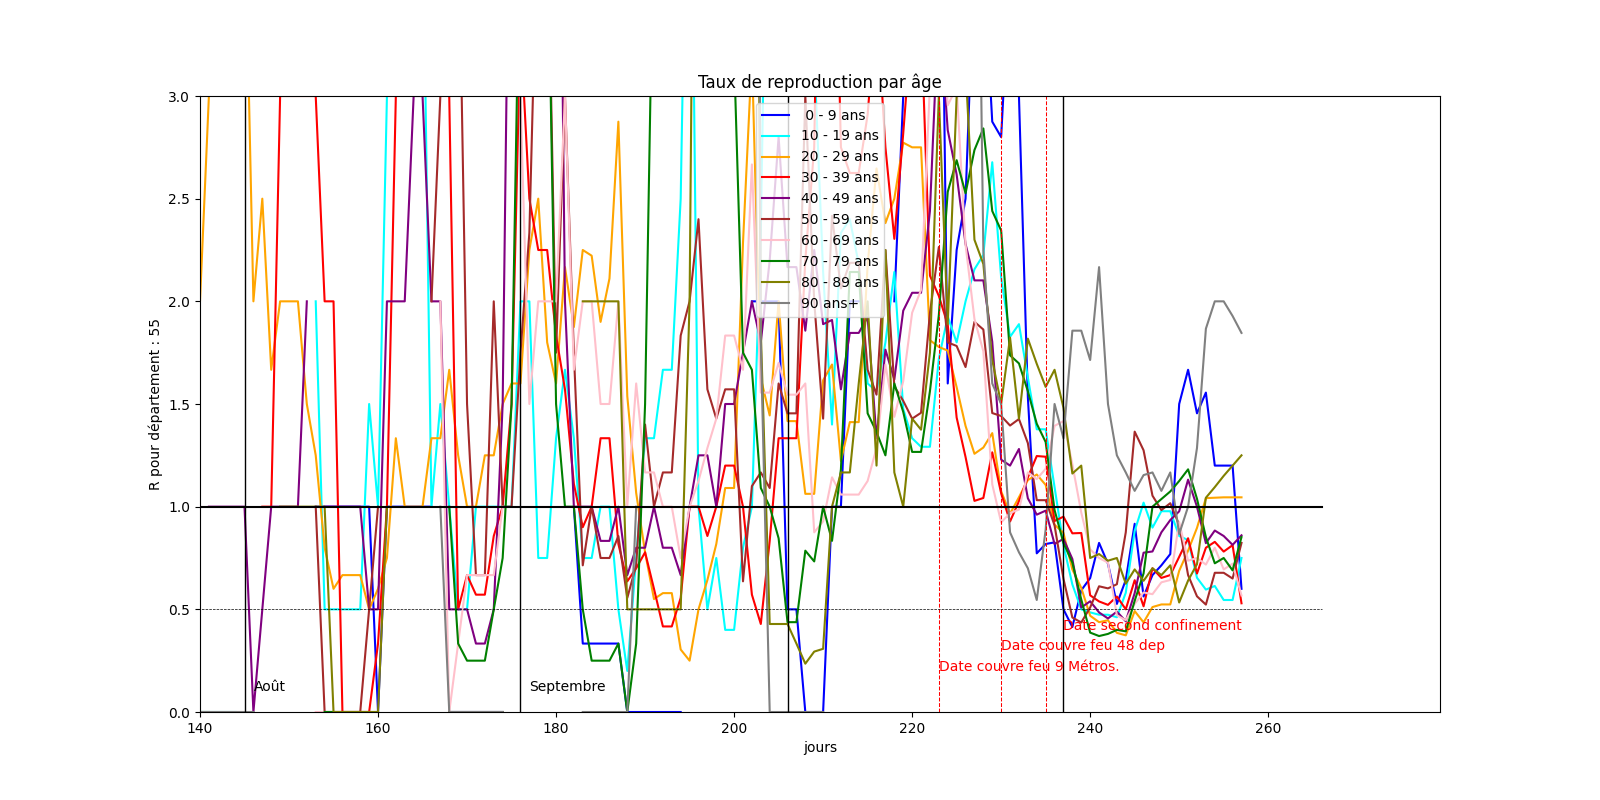 Taux de reproduction par âge
R pour département : 55
3.0
2.5
2.0
1.5
1.0
0.5
0.0
0 - 9 ans
10 - 19 ans
20 - 29 ans
30 - 39 ans
40 - 49 ans
50 - 59 ans
60 - 69 ans
70 - 79 ans
80 - 89 ans
90 ans+
Date second confinement
Date couvre feu 48 dep
Date couvre feu 9 Métros.
Août
Septembre
140 160 180 200 220 240 260
jours